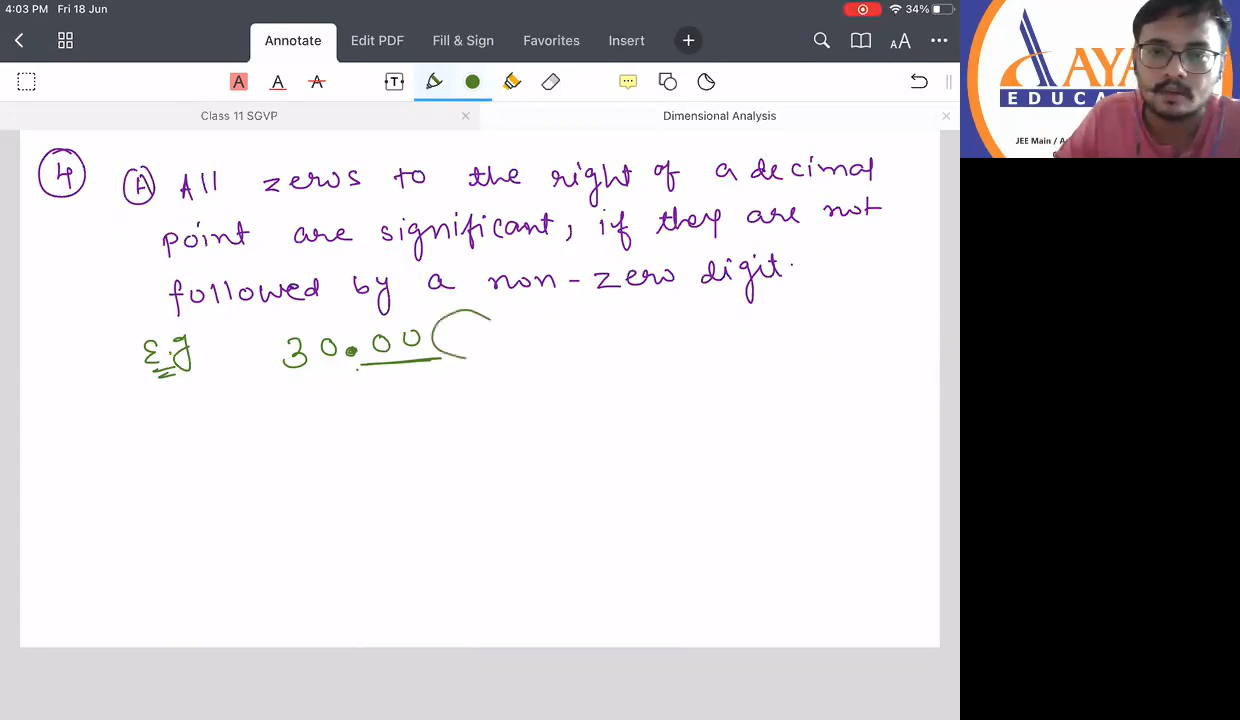 4:03 PM Fri 18 Jun
34%
Annotate Edit PDF Fill & Sign Favorites Insert
Class 11 SGVP
Dimensional Analysis
AYA
EDUCA
JEE Main / A
4 A All zeros to the right of a decimal
point are significant, if they are not
followed by a non-zero digit.
E.g 30.00